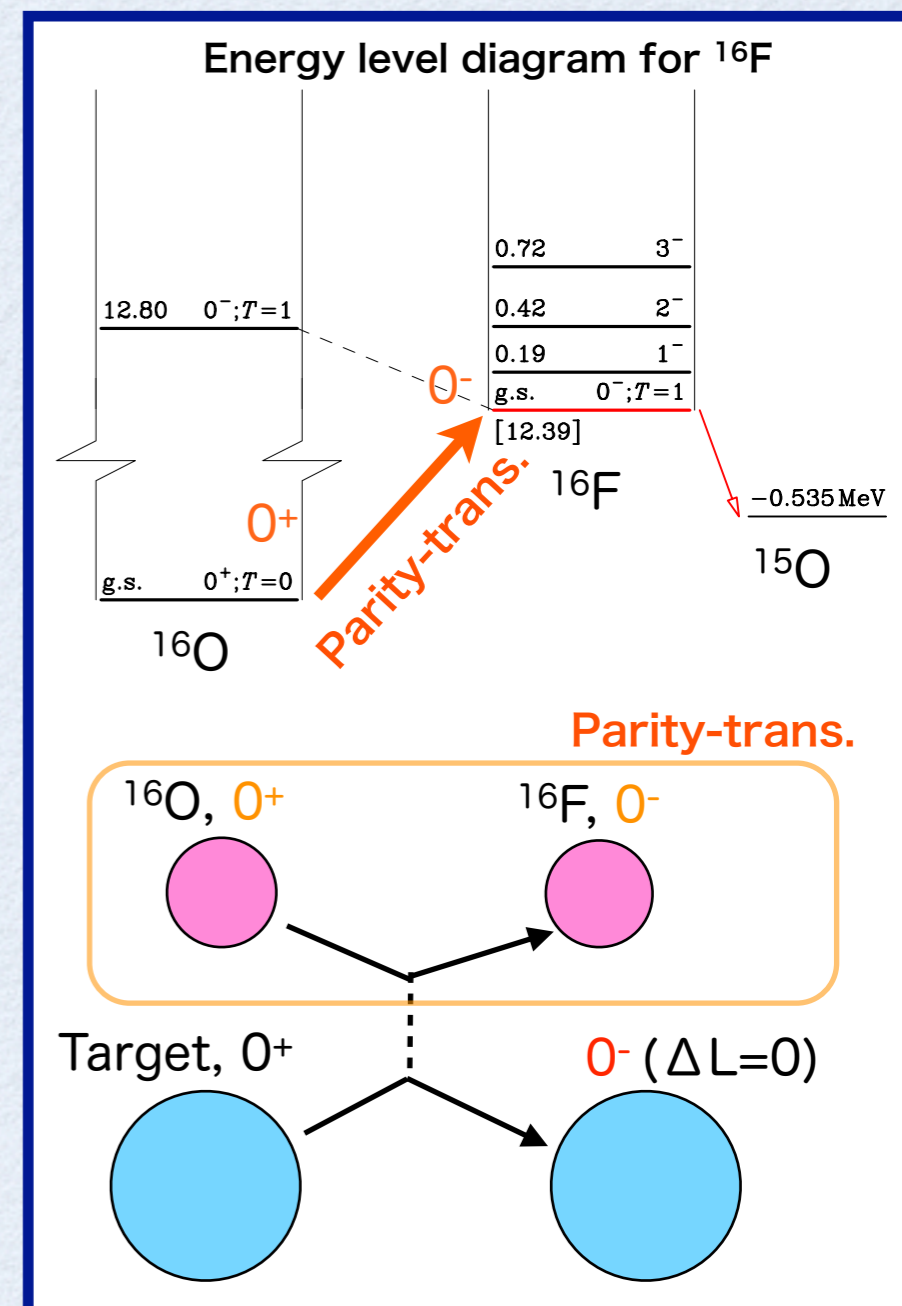 Energy level diagram for ¹⁶F
0.72 3⁻
12.80 0⁻;T=1
0.42 2⁻
0.19 1⁻
0⁻
g.s. 0⁻;T=1
[12.39]
¹⁶F
−0.535 MeV
¹⁵O
0⁺
Parity-trans.
g.s. 0⁺;T=0
¹⁶O
Parity-trans.
¹⁶O, 0⁺ ¹⁶F, 0⁻
Target, 0⁺ 0⁻ (ΔL=0)